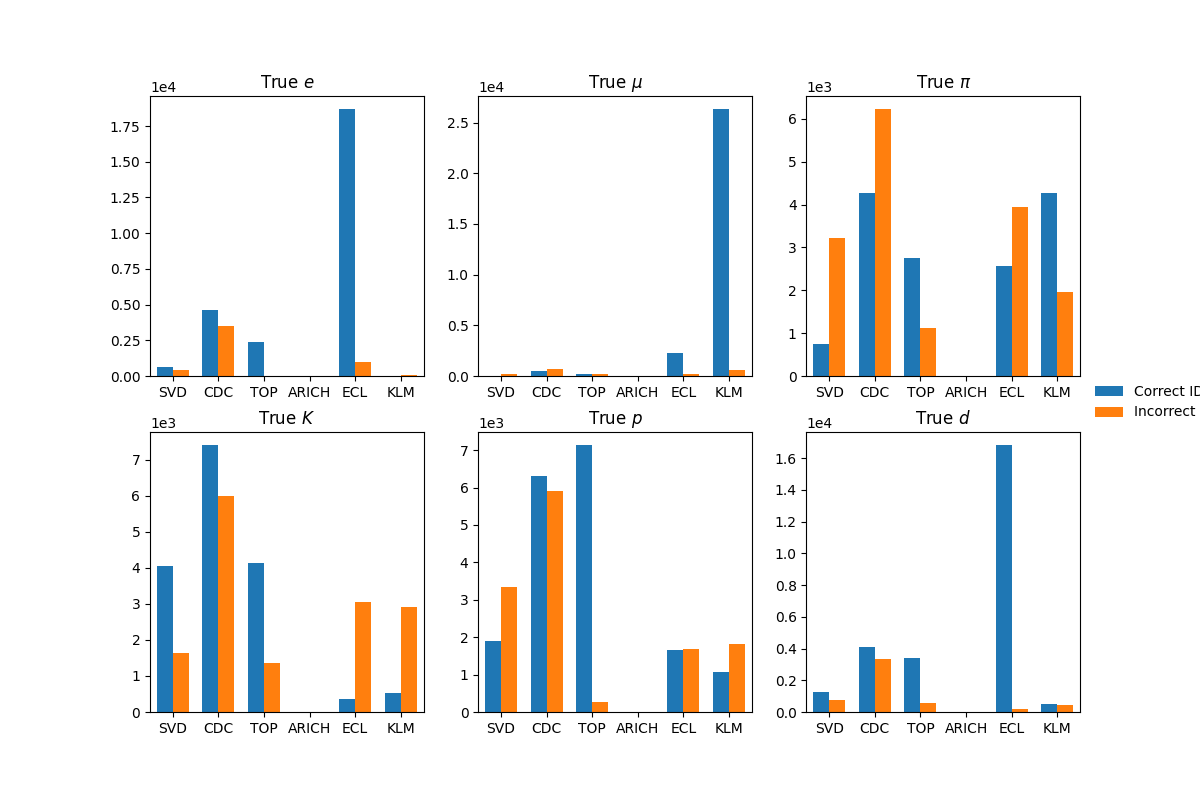 True e
1e4
0.00
0.25
0.50
0.75
1.00
1.25
1.50
1.75
SVD CDC TOP ARICH ECL KLM
True μ
1e4
0.0
0.5
1.0
1.5
2.0
2.5
SVD CDC TOP ARICH ECL KLM
True π
1e3
0
1
2
3
4
5
6
SVD CDC TOP ARICH ECL KLM
Correct ID
Incorrect
True K
1e3
0
1
2
3
4
5
6
7
SVD CDC TOP ARICH ECL KLM
True p
1e3
0
1
2
3
4
5
6
7
SVD CDC TOP ARICH ECL KLM
True d
1e4
0.0
0.2
0.4
0.6
0.8
1.0
1.2
1.4
1.6
SVD CDC TOP ARICH ECL KLM